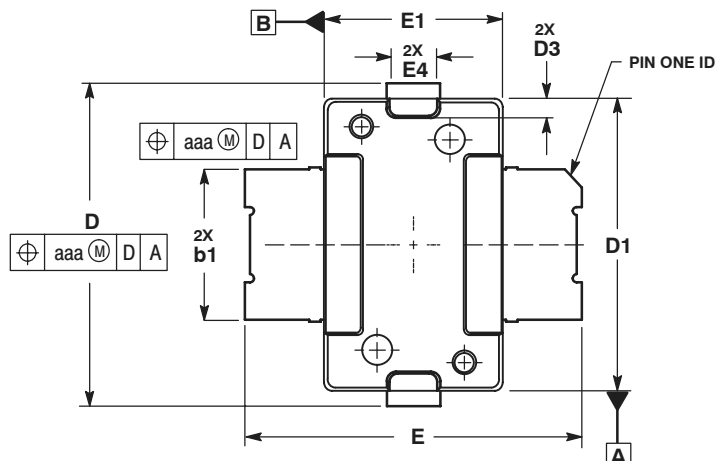 B
E1
2X
D3
2X
E4
PIN ONE ID
⌖ aaa Ⓜ D A
D
2X
b1
D1
⌖ aaa Ⓜ D A
E
A